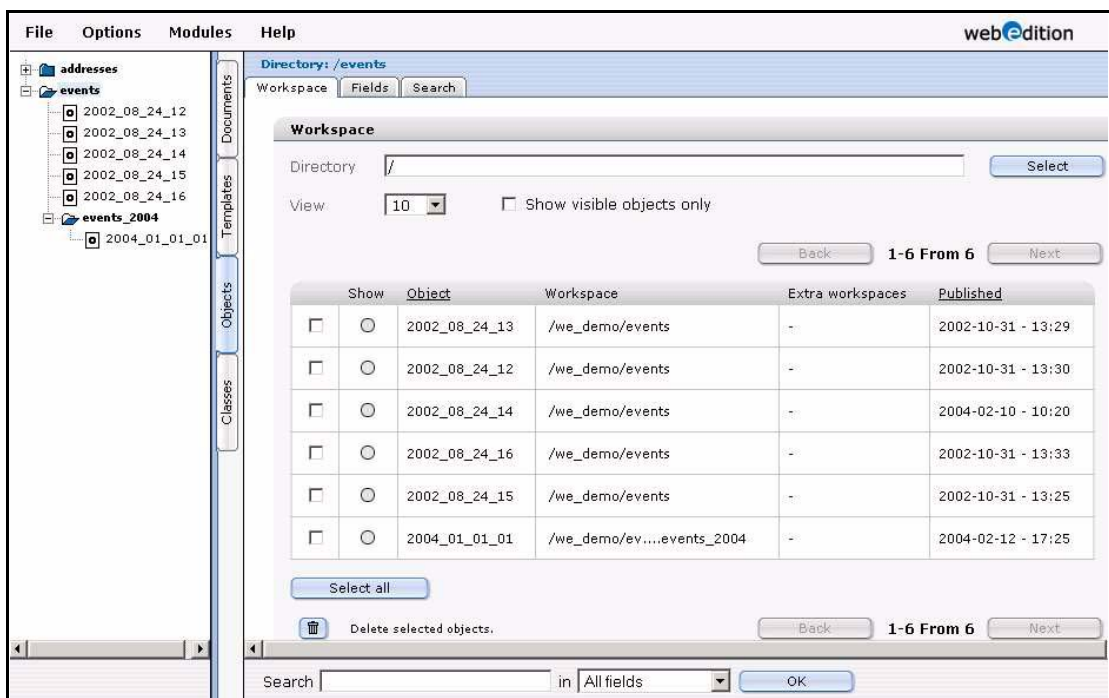 File Options Modules Help
webedition
addresses
events
2002_08_24_12
2002_08_24_13
2002_08_24_14
2002_08_24_15
2002_08_24_16
events_2004
2004_01_01_01
Documents
Templates
Objects
Classes
Directory: /events
Workspace Fields Search
Workspace
Directory / Select
View 10 Show visible objects only
Back 1-6 From 6 Next
Show Object Workspace Extra workspaces Published
2002_08_24_13 /we_demo/events - 2002-10-31 - 13:29
2002_08_24_12 /we_demo/events - 2002-10-31 - 13:30
2002_08_24_14 /we_demo/events - 2004-02-10 - 10:20
2002_08_24_16 /we_demo/events - 2002-10-31 - 13:33
2002_08_24_15 /we_demo/events - 2002-10-31 - 13:25
2004_01_01_01 /we_demo/ev....events_2004 - 2004-02-12 - 17:25
Select all
Delete selected objects. Back 1-6 From 6 Next
Search in All fields OK